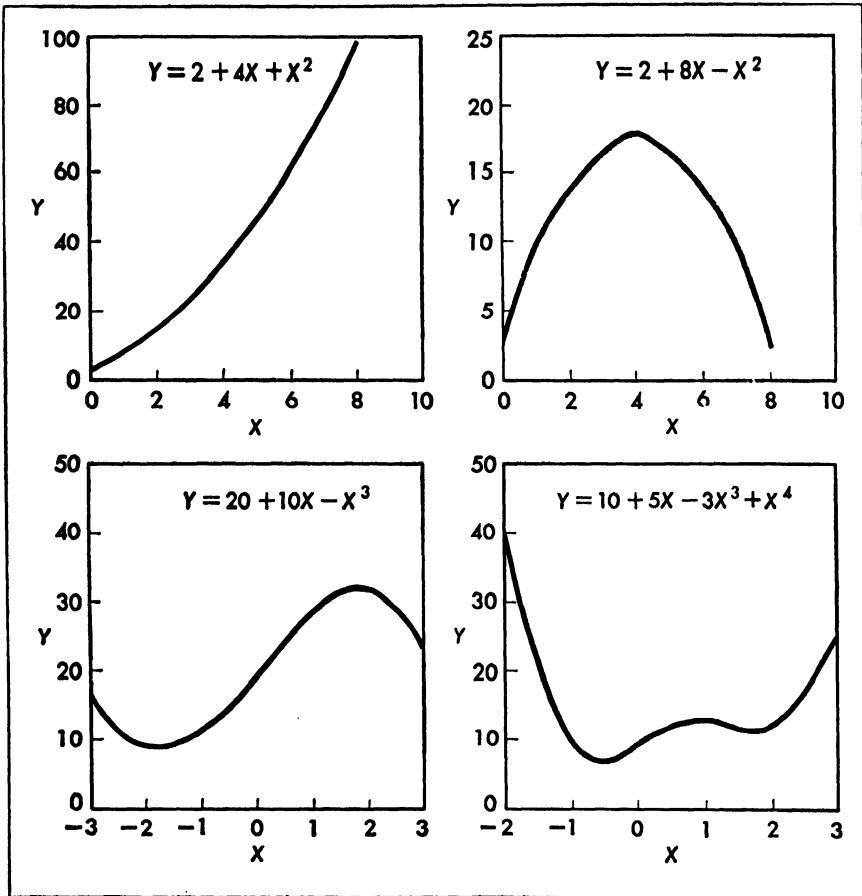 Y = 2 + 4X + X²
100
80
60
40
20
0
Y
0 2 4 6 8 10
X
Y = 2 + 8X − X²
25
20
15
10
5
0
Y
0 2 4 6 8 10
X
Y = 20 + 10X − X³
50
40
30
20
10
0
Y
−3 −2 −1 0 1 2 3
X
Y = 10 + 5X − 3X³ + X⁴
50
40
30
20
10
0
Y
−2 −1 0 1 2 3
X